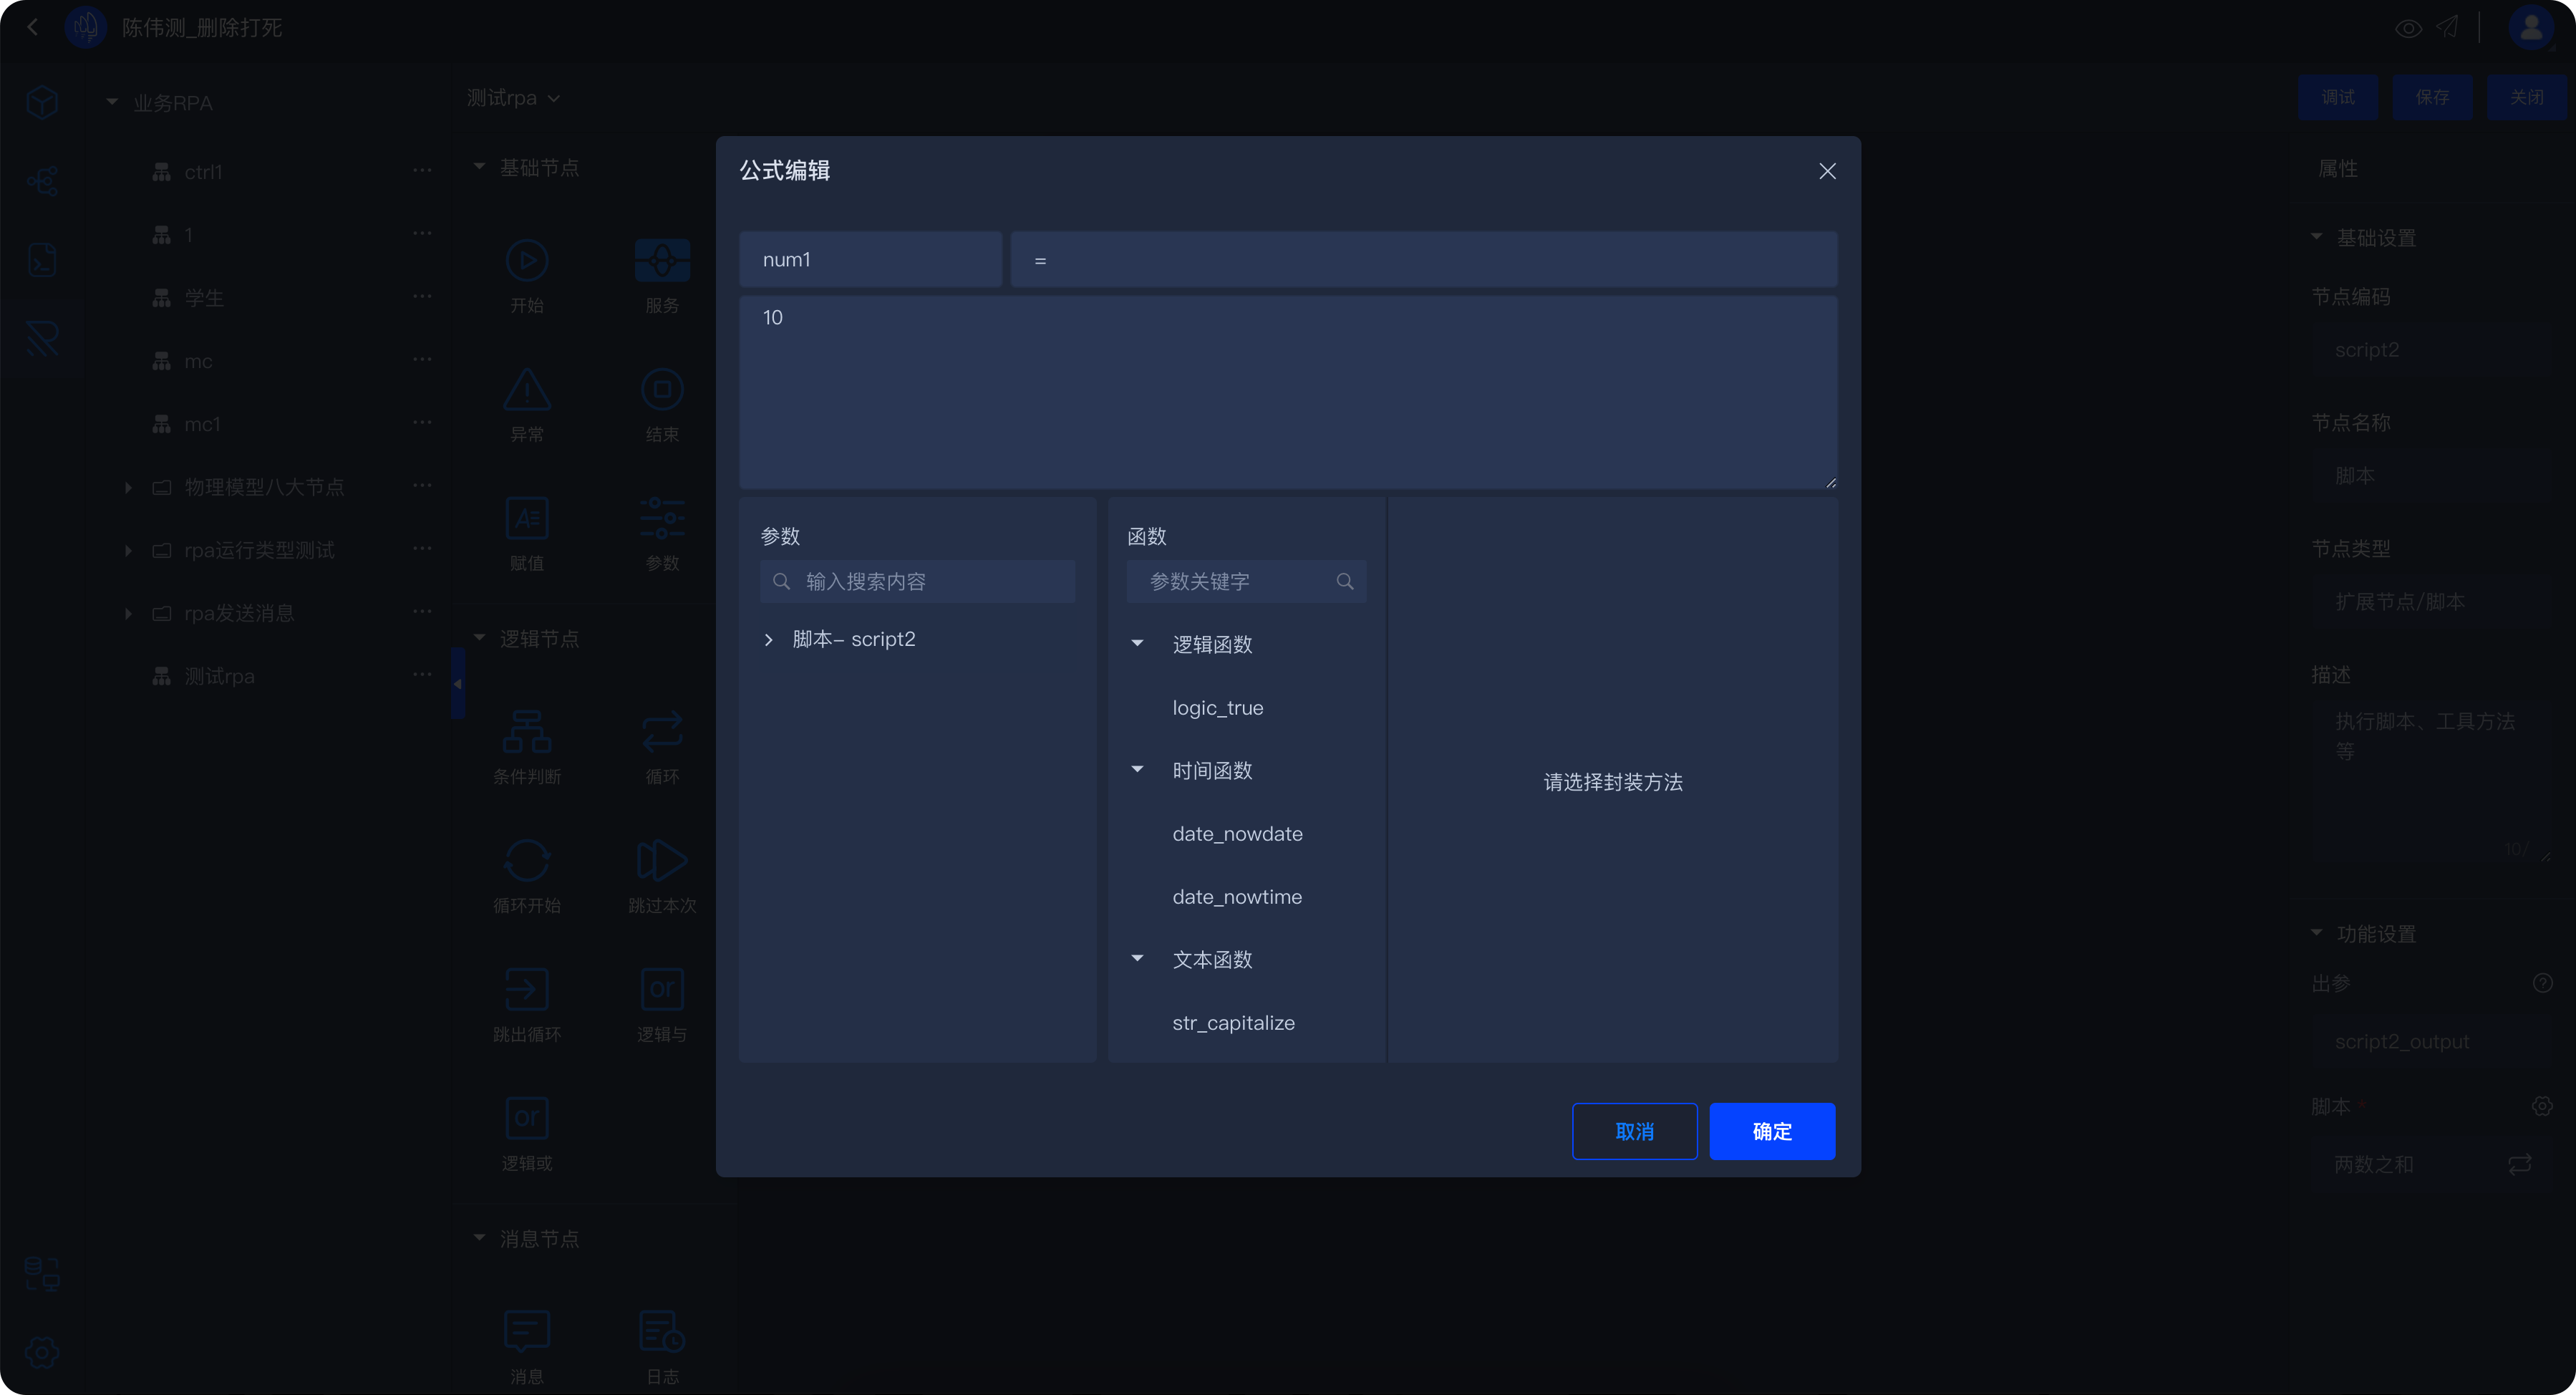 陈伟测_删除打死
业务RPA
ctrl1
1
学生
mc
mc1
物理模型八大节点
rpa运行类型测试
rpa发送消息
测试rpa
测试rpa
调试
保存
关闭
基础节点
开始
服务
异常
结束
赋值
参数
逻辑节点
条件判断
循环
循环开始
跳过本次
跳出循环
or
逻辑与
or
逻辑或
消息节点
消息
日志
公式编辑
num1
=
10
参数
输入搜索内容
脚本- script2
函数
参数关键字
逻辑函数
logic_true
时间函数
date_nowdate
date_nowtime
文本函数
str_capitalize
请选择封装方法
取消
确定
属性
基础设置
节点编码
script2
节点名称
脚本
节点类型
扩展节点/脚本
描述
执行脚本、工具方法
等
10/
功能设置
出参
script2_output
脚本 *
两数之和